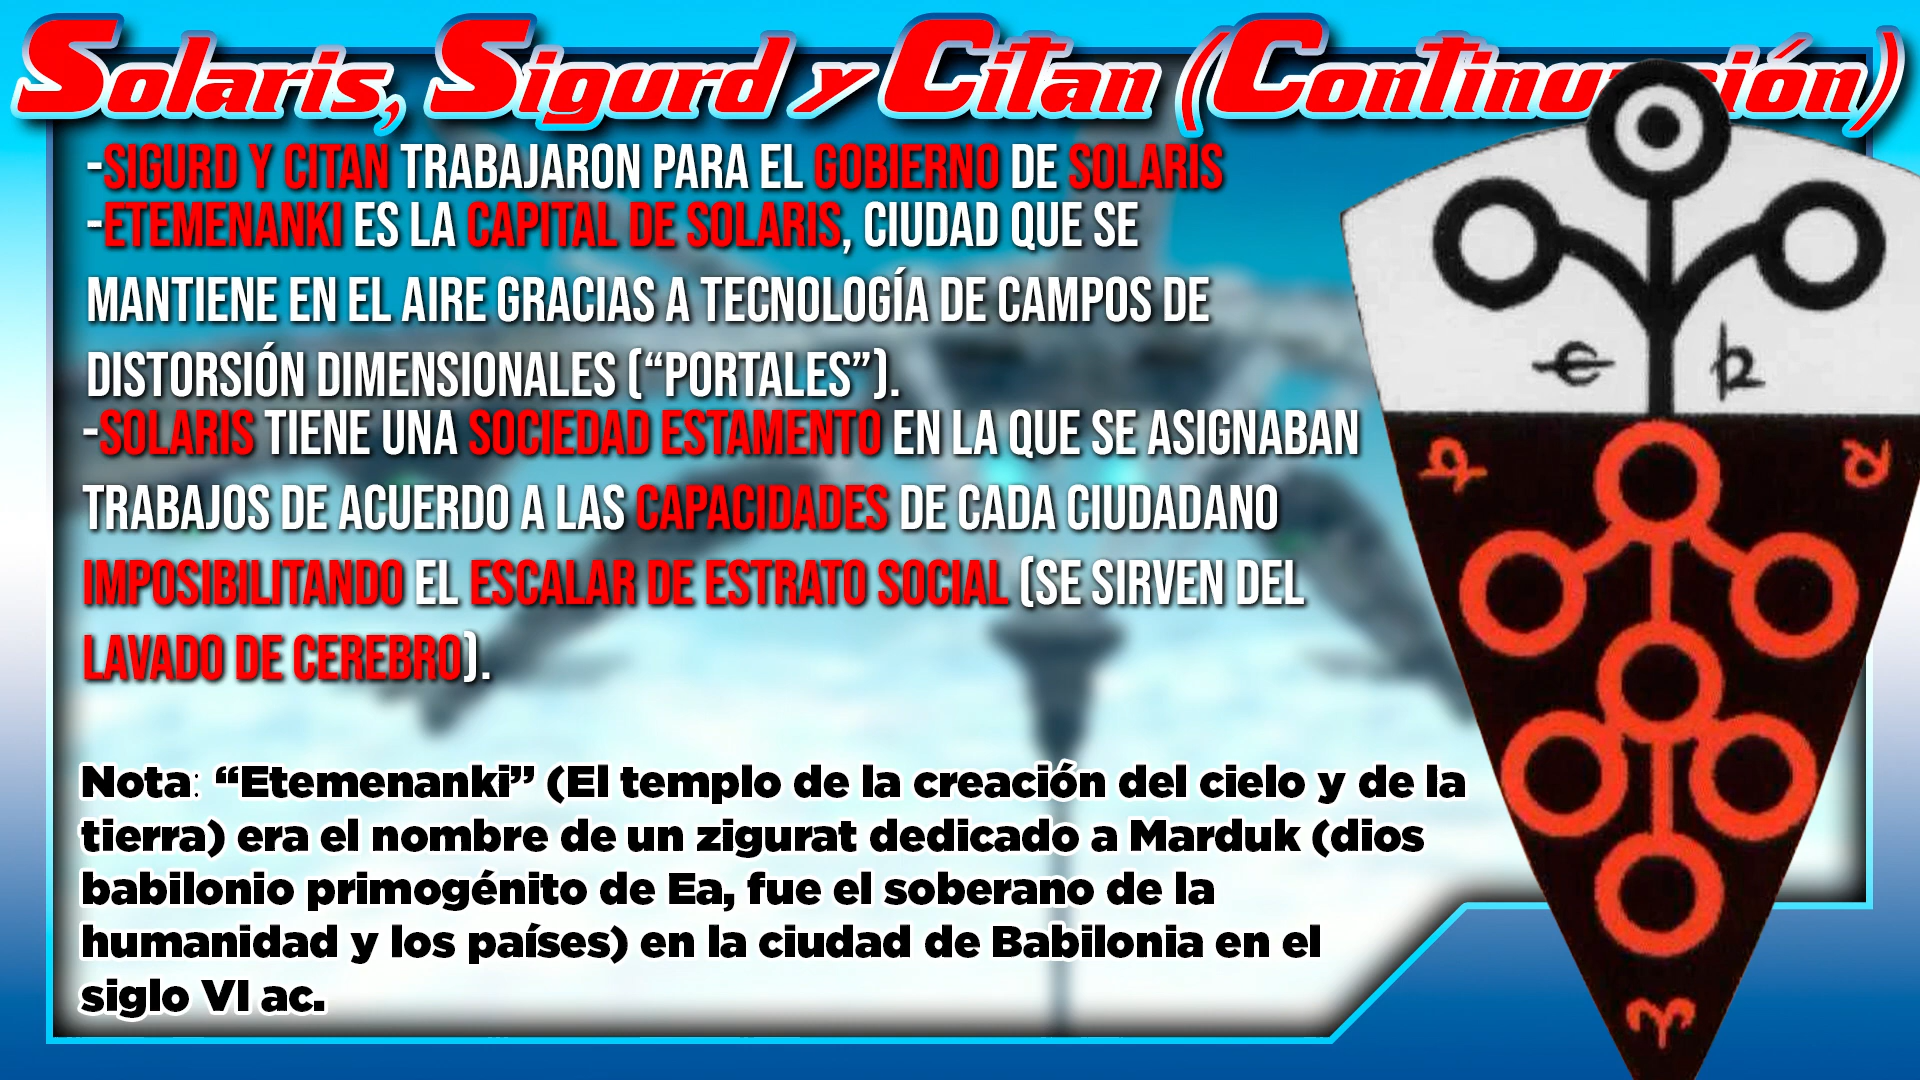 Solaris, Sigurd y Citan (Continuación)
-SIGURD Y CITAN TRABAJARON PARA EL GOBIERNO DE SOLARIS
-ETEMENANKI ES LA CAPITAL DE SOLARIS, CIUDAD QUE SE
MANTIENE EN EL AIRE GRACIAS A TECNOLOGÍA DE CAMPOS DE
DISTORSIÓN DIMENSIONALES (“PORTALES”).
-SOLARIS TIENE UNA SOCIEDAD ESTAMENTO EN LA QUE SE ASIGNABAN
TRABAJOS DE ACUERDO A LAS CAPACIDADES DE CADA CIUDADANO
IMPOSIBILITANDO EL ESCALAR DE ESTRATO SOCIAL (SE SIRVEN DEL
LAVADO DE CEREBRO).
Nota: “Etemenanki” (El templo de la creación del cielo y de la
tierra) era el nombre de un zigurat dedicado a Marduk (dios
babilonio primogénito de Ea, fue el soberano de la
humanidad y los países) en la ciudad de Babilonia en el
siglo VI ac.